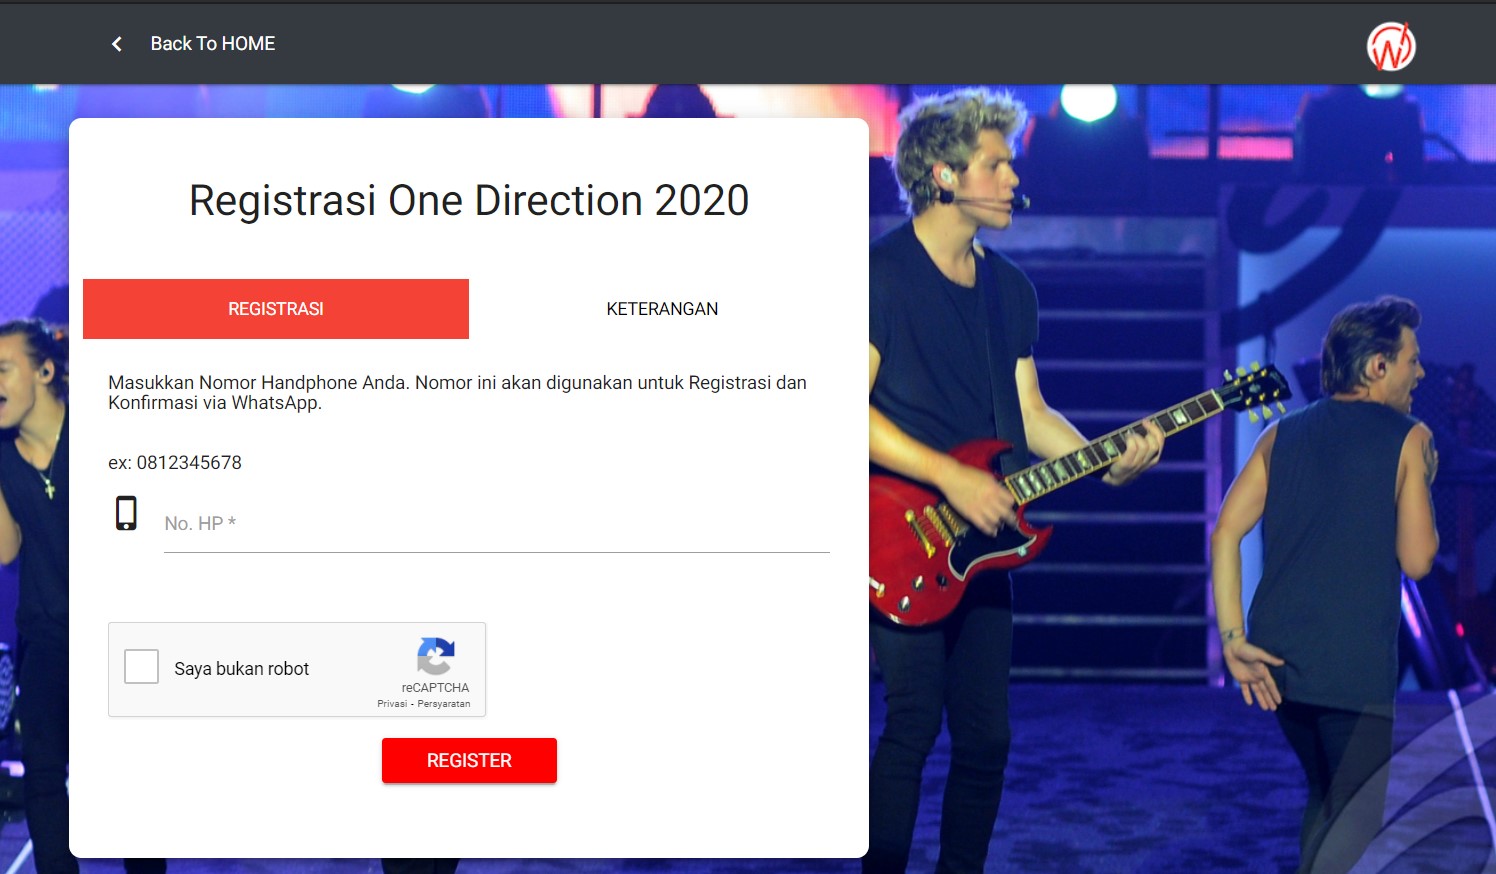 Back To HOME
Registrasi One Direction 2020
REGISTRASI
KETERANGAN
Masukkan Nomor Handphone Anda. Nomor ini akan digunakan untuk Registrasi dan
Konfirmasi via WhatsApp.
ex: 0812345678
No. HP *
Saya bukan robot
reCAPTCHA
Privasi - Persyaratan
REGISTER